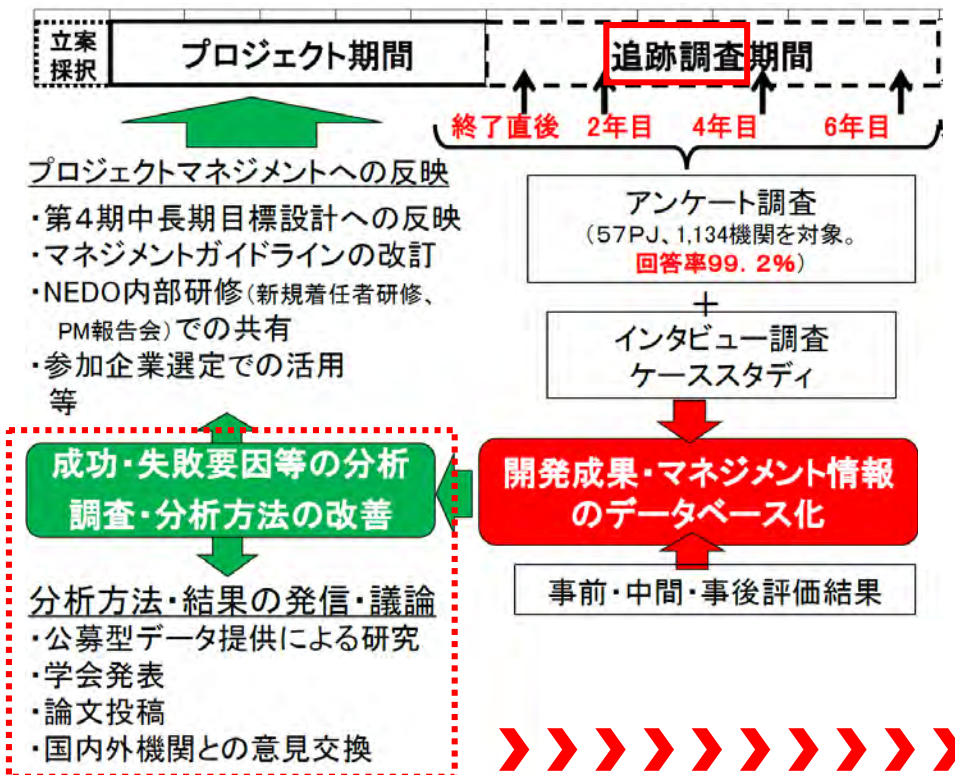 立案
採択
プロジェクト期間
追跡調査期間
終了直後 2年目 4年目 6年目
プロジェクトマネジメントへの反映
・第4期中長期目標設計への反映
・マネジメントガイドラインの改訂
・NEDO内部研修(新規着任者研修、
PM報告会)での共有
・参加企業選定での活用
等
アンケート調査
(57PJ、1,134機関を対象。
回答率99.2%)
+
インタビュー調査
ケーススタディ
成功・失敗要因等の分析
調査・分析方法の改善
開発成果・マネジメント情報
のデータベース化
事前・中間・事後評価結果
分析方法・結果の発信・議論
・公募型データ提供による研究
・学会発表
・論文投稿
・国内外機関との意見交換